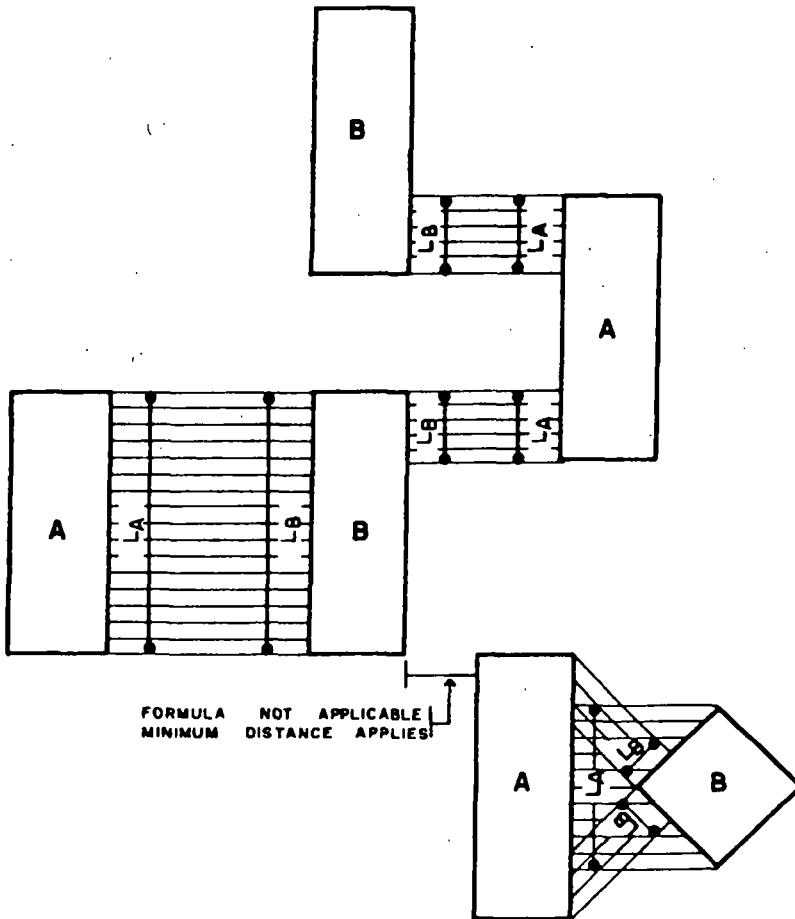 B
LB LA
A
LB LA
A LA LB B
FORMULA NOT APPLICABLE
MINIMUM DISTANCE APPLIES
A LA LB B
LB